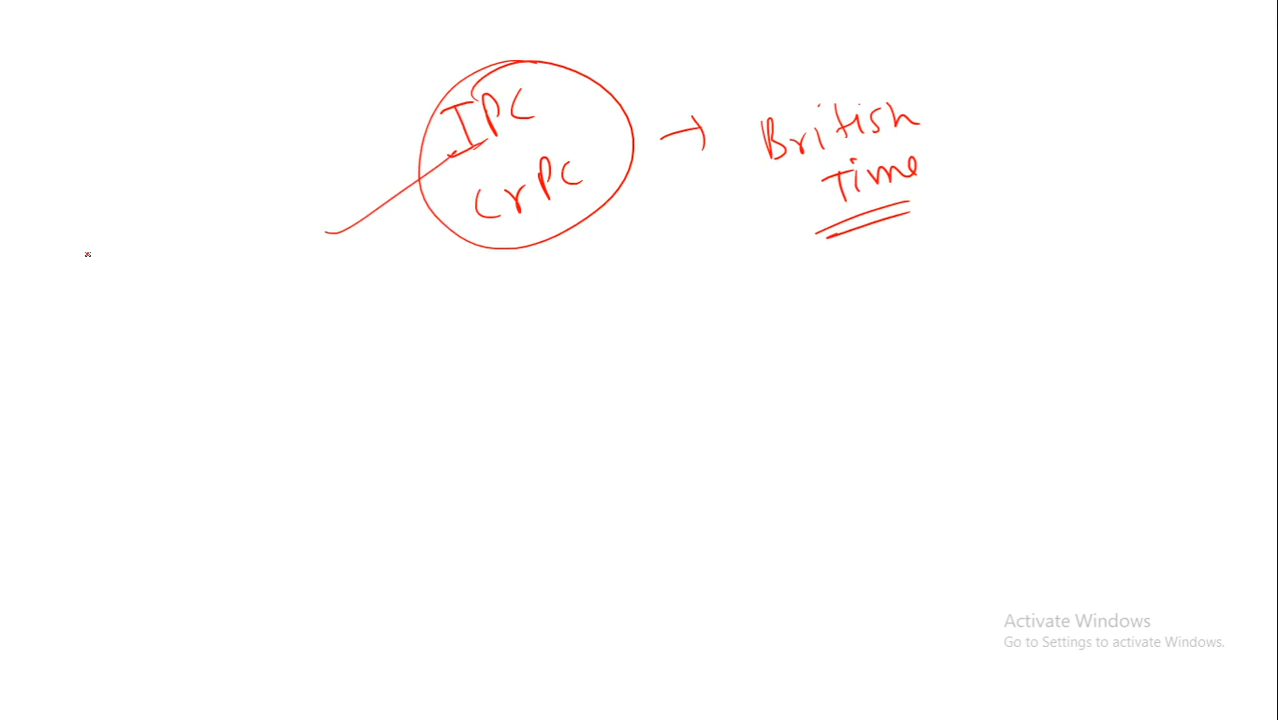 IPC
CrPC
→ British
Time
Activate Windows
Go to Settings to activate Windows.